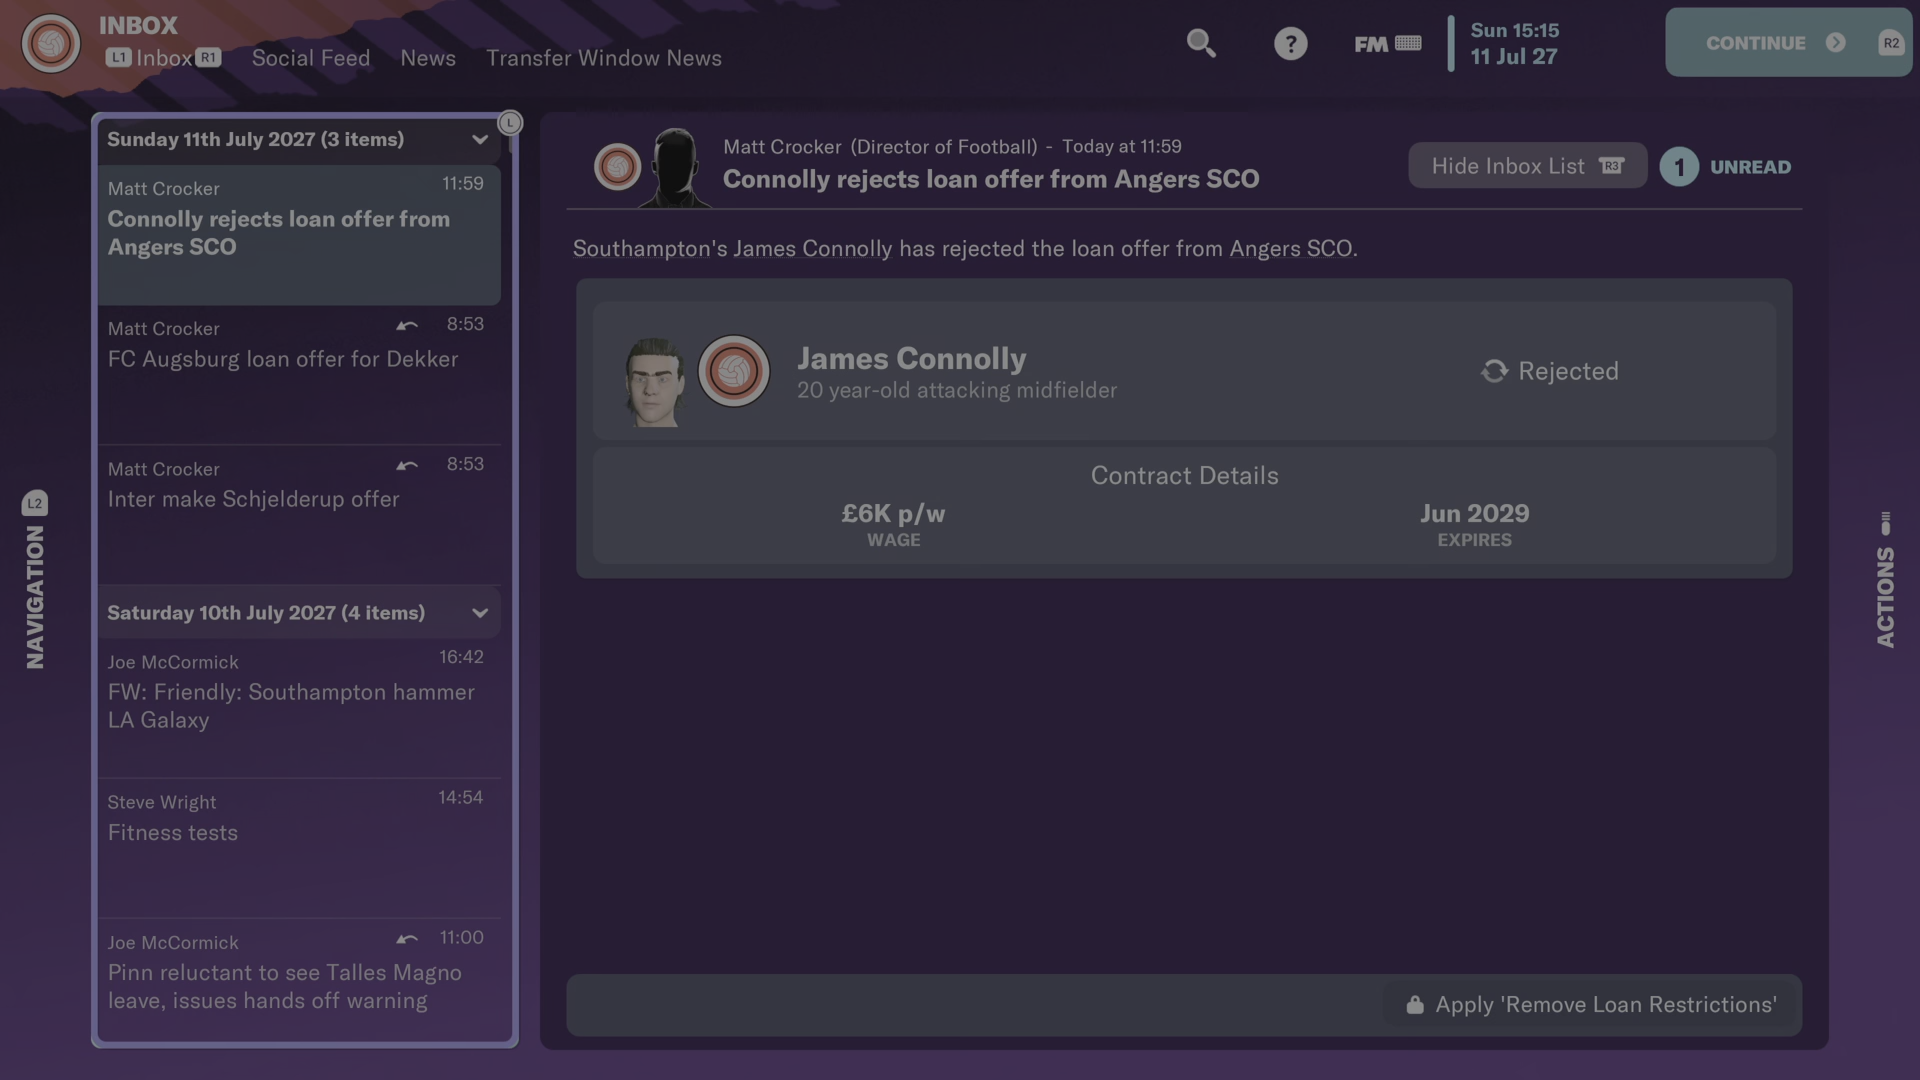 INBOX
L1 Inbox R1 Social Feed News Transfer Window News
? FM
Sun 15:15
11 Jul 27
CONTINUE R2
L
Sunday 11th July 2027 (3 items)
Matt Crocker 11:59
Connolly rejects loan offer from
Angers SCO
Matt Crocker 8:53
FC Augsburg loan offer for Dekker
Matt Crocker 8:53
Inter make Schjelderup offer
Saturday 10th July 2027 (4 items)
Joe McCormick 16:42
FW: Friendly: Southampton hammer
LA Galaxy
Steve Wright 14:54
Fitness tests
Joe McCormick 11:00
Pinn reluctant to see Talles Magno
leave, issues hands off warning
L2
NAVIGATION
Matt Crocker (Director of Football) - Today at 11:59
Connolly rejects loan offer from Angers SCO
Hide Inbox List R3
1 UNREAD
Southampton's James Connolly has rejected the loan offer from Angers SCO.
James Connolly
20 year-old attacking midfielder
Rejected
Contract Details
£6K p/w Jun 2029
WAGE EXPIRES
Apply 'Remove Loan Restrictions'
ACTIONS